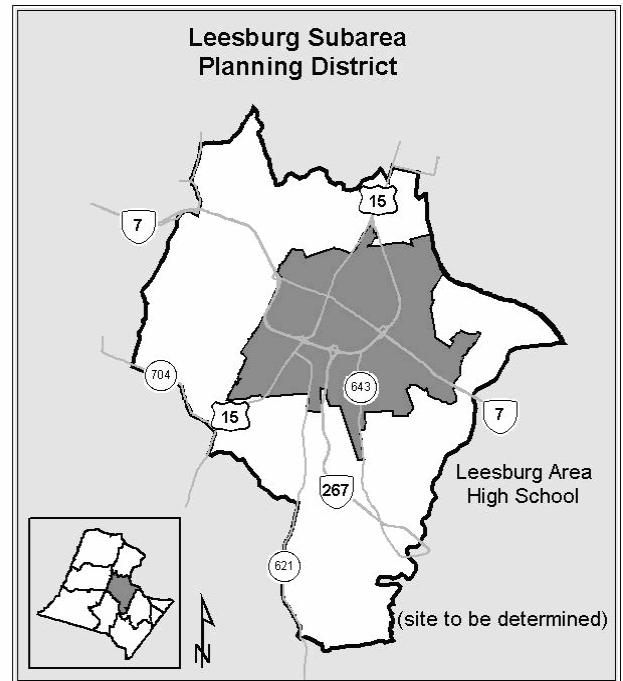 Leesburg Subarea
Planning District
15
7
704
643
15
7
Leesburg Area
High School
267
621
(site to be determined)
N